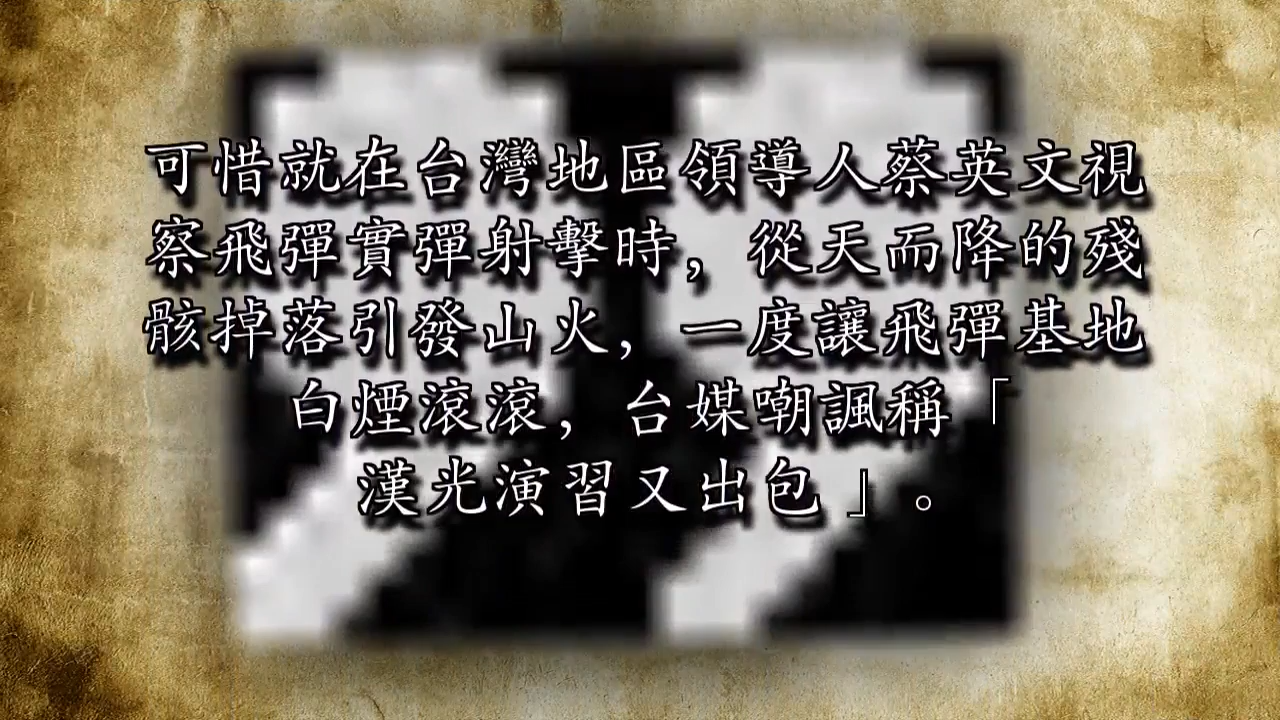 可惜就在台灣地區領導人蔡英文視
察飛彈實彈射擊時，從天而降的殘
骸掉落引發山火，一度讓飛彈基地
白煙滾滾，台媒嘲諷稱「
漢光演習又出包」。